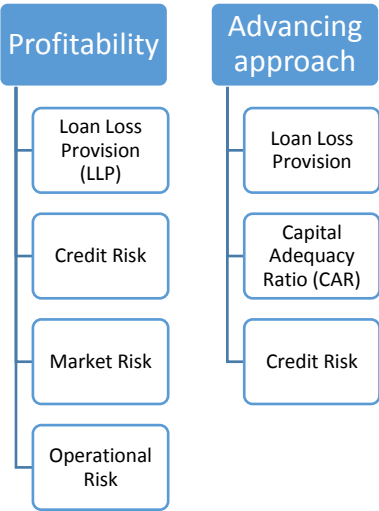 Profitability
Loan Loss
Provision
(LLP)
Credit Risk
Market Risk
Operational
Risk
Advancing
approach
Loan Loss
Provision
Capital
Adequacy
Ratio (CAR)
Credit Risk